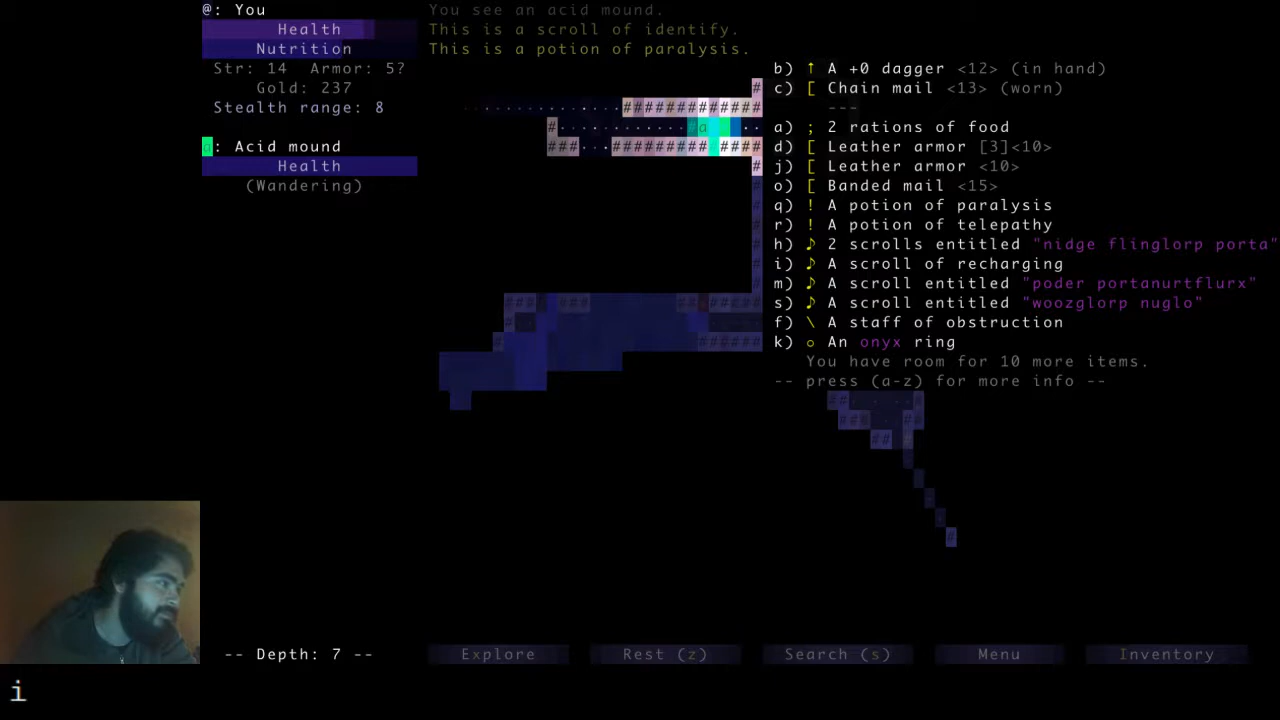 @: You
Health
Nutrition
Str: 14 Armor: 5?
Gold: 237
Stealth range: 8
a: Acid mound
Health
(Wandering)
You see an acid mound.
This is a scroll of identify.
This is a potion of paralysis.
b) ↑ A +0 dagger <12> (in hand)
c) [ Chain mail <13> (worn)
---
a) ; 2 rations of food
d) [ Leather armor [3]<10>
j) [ Leather armor <10>
o) [ Banded mail <15>
q) ! A potion of paralysis
r) ! A potion of telepathy
h) ♪ 2 scrolls entitled "nidge flinglorp porta"
i) ♪ A scroll of recharging
m) ♪ A scroll entitled "poder portanurtflurx"
s) ♪ A scroll entitled "woozglorp nuglo"
f) \ A staff of obstruction
k) ○ An onyx ring
You have room for 10 more items.
-- press (a-z) for more info --
-- Depth: 7 --
Explore
Rest (z)
Search (s)
Menu
Inventory
i